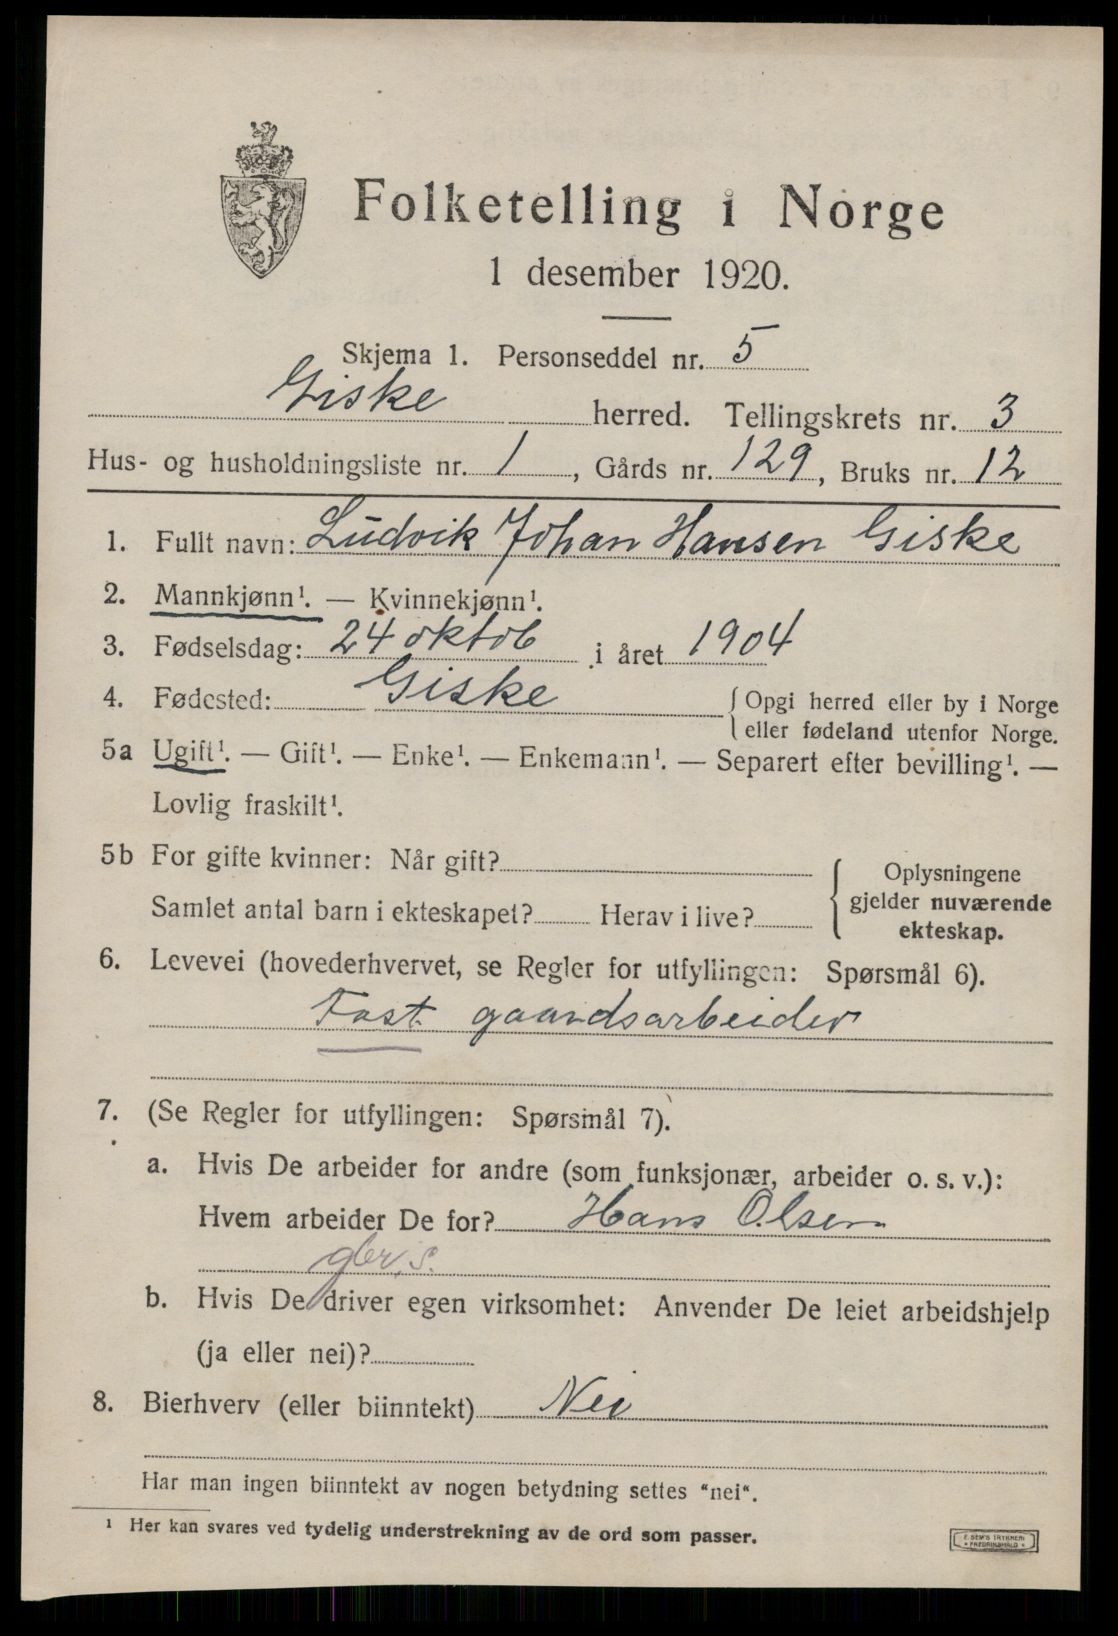 Folketelling i Norge
1 desember 1920.
Skjema 1. Personseddel nr. 5
Giske herred. Tellingskrets nr. 3
Hus- og husholdningsliste nr. 1, Gårds nr. 129, Bruks nr. 12
1. Fullt navn: Ludvik Johan Hansen Giske
2. Mannkjønn¹. — Kvinnekjønn¹.
3. Fødselsdag: 24 oktob i året 1904
4. Fødested: Giske {Opgi herred eller by i Norge
eller fødeland utenfor Norge.
5a Ugift¹. — Gift¹. — Enke¹. — Enkemann¹. — Separert efter bevilling¹. —
Lovlig fraskilt¹.
5b For gifte kvinner: Når gift?
Samlet antal barn i ekteskapet? Herav i live?
{Oplysningene
gjelder nuværende
ekteskap.
6. Levevei (hovederhvervet, se Regler for utfyllingen: Spørsmål 6).
Fast gaardsarbeider
7. (Se Regler for utfyllingen: Spørsmål 7).
a. Hvis De arbeider for andre (som funksjonær, arbeider o. s. v.):
Hvem arbeider De for? Hans Olsen
gbr. s.
b. Hvis De driver egen virksomhet: Anvender De leiet arbeidshjelp
(ja eller nei)?
8. Bierhverv (eller biinntekt) Nei
Har man ingen biinntekt av nogen betydning settes "nei".
¹ Her kan svares ved tydelig understrekning av de ord som passer.
E SEM'S TRYKKERI
• FREDRIKSHALD •